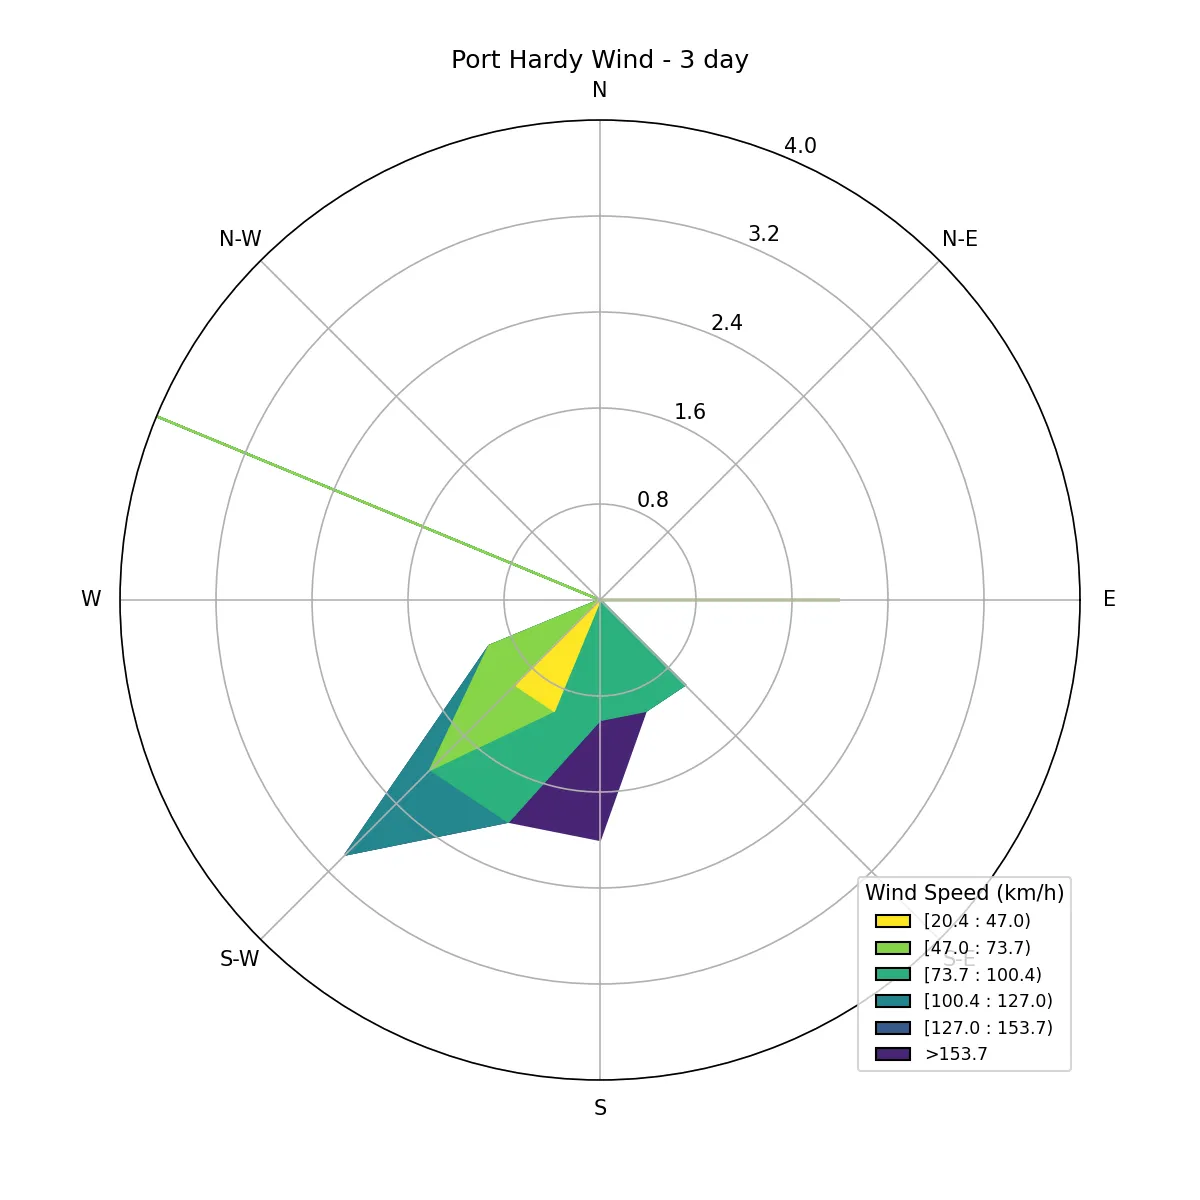 Port Hardy Wind - 3 day
N
4.0
N-W
3.2
N-E
2.4
1.6
0.8
W
E
S-W
S-E
S
Wind Speed (km/h)
[20.4 : 47.0)
[47.0 : 73.7)
[73.7 : 100.4)
[100.4 : 127.0)
[127.0 : 153.7)
>153.7